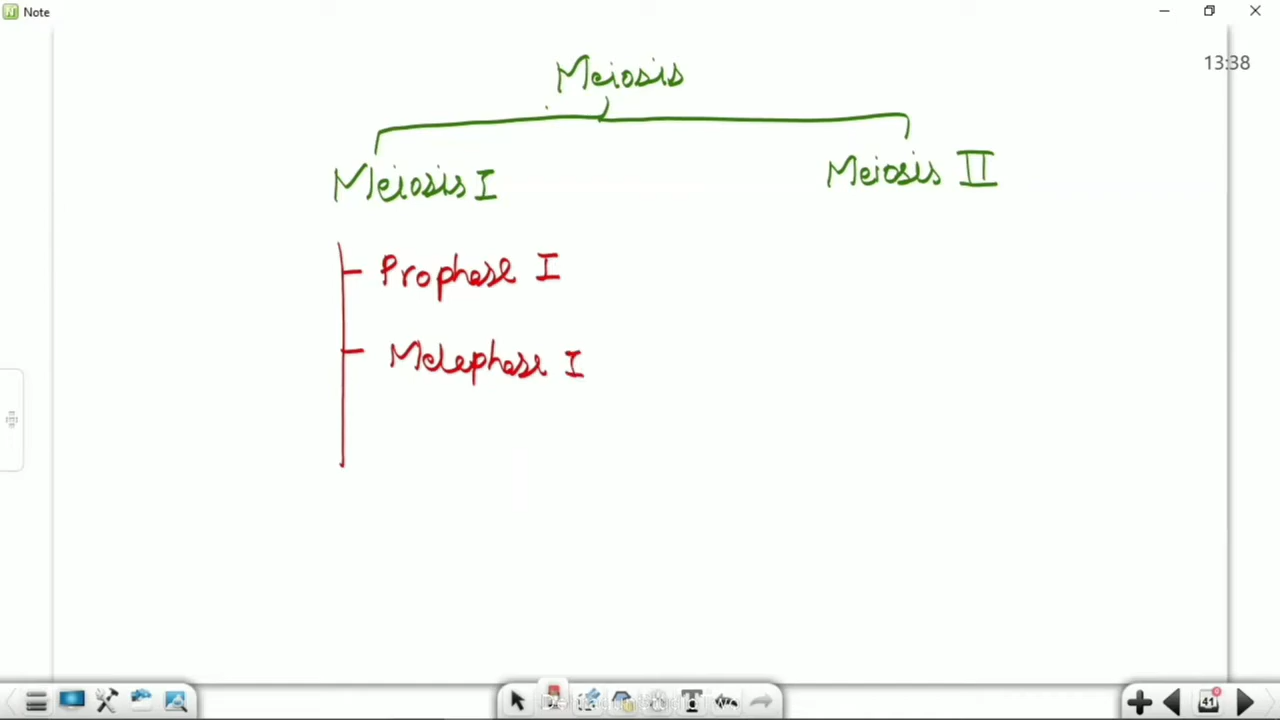 Note
13:38
Meiosis
Meiosis I
Meiosis II
Prophase I
Metaphase I
41